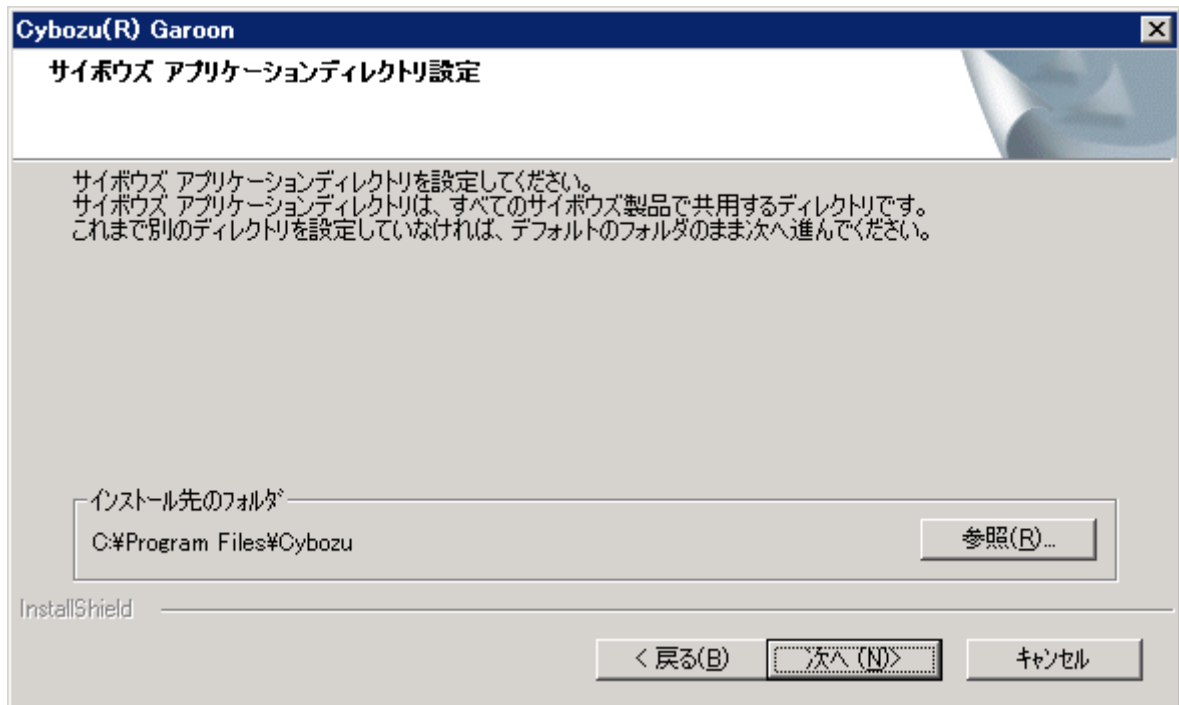 Cybozu(R) Garoon
サイボウズ アプリケーションディレクトリ設定
サイボウズ アプリケーションディレクトリを設定してください。
サイボウズ アプリケーションディレクトリは、すべてのサイボウズ製品で共用するディレクトリです。
これまで別のディレクトリを設定していなければ、デフォルトのフォルダのまま次へ進んでください。
インストール先のフォルダ
C:¥Program Files¥Cybozu
参照(R)...
InstallShield
< 戻る(B)
次へ (N)>
キャンセル